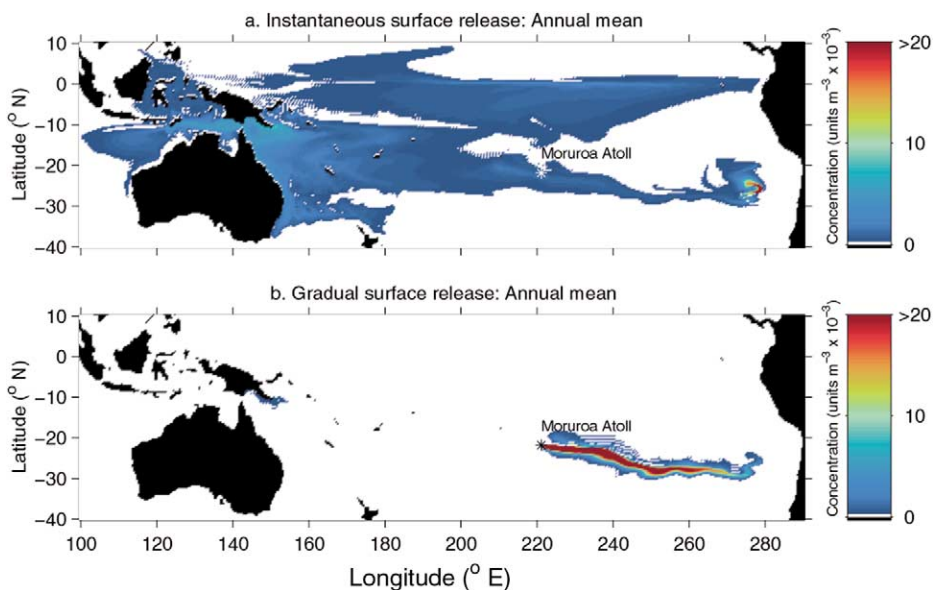 a. Instantaneous surface release: Annual mean
10
0
−10
−20
−30
−40
Latitude (° N)
Moruroa Atoll
>20
10
0
Concentration (units m⁻³ x 10⁻³)
b. Gradual surface release: Annual mean
10
0
−10
−20
−30
−40
Latitude (° N)
Moruroa Atoll
>20
10
0
Concentration (units m⁻³ x 10⁻³)
100 120 140 160 180 200 220 240 260 280
Longitude (° E)